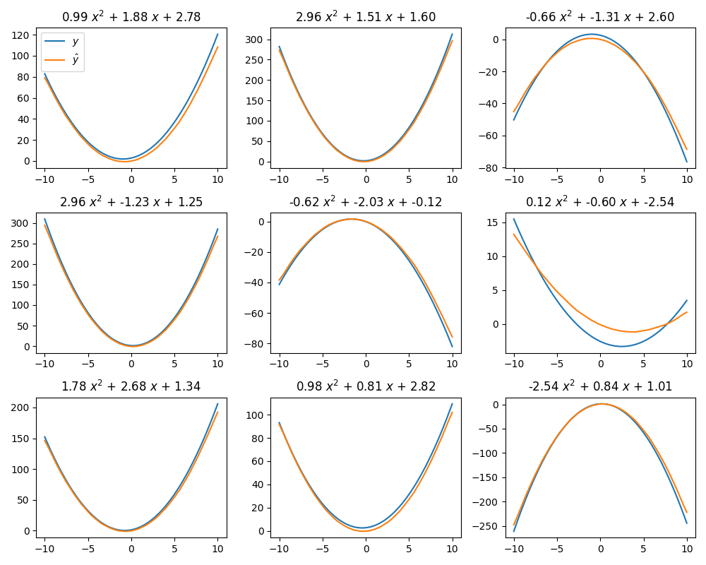 0.99 x² + 1.88 x + 2.78
120
100
80
60
40
20
0
y
ŷ
−10 −5 0 5 10
2.96 x² + 1.51 x + 1.60
300
250
200
150
100
50
0
−10 −5 0 5 10
-0.66 x² + -1.31 x + 2.60
0
−20
−40
−60
−80
−10 −5 0 5 10
2.96 x² + -1.23 x + 1.25
300
250
200
150
100
50
0
−10 −5 0 5 10
-0.62 x² + -2.03 x + -0.12
0
−20
−40
−60
−80
−10 −5 0 5 10
0.12 x² + -0.60 x + -2.54
15
10
5
0
−10 −5 0 5 10
1.78 x² + 2.68 x + 1.34
200
150
100
50
0
−10 −5 0 5 10
0.98 x² + 0.81 x + 2.82
100
80
60
40
20
0
−10 −5 0 5 10
-2.54 x² + 0.84 x + 1.01
0
−50
−100
−150
−200
−250
−10 −5 0 5 10